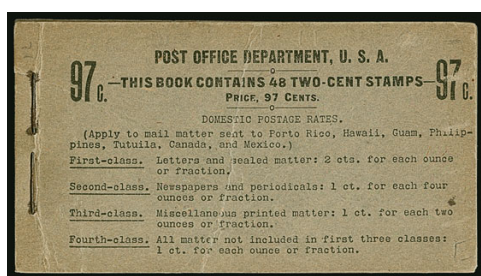 POST OFFICE DEPARTMENT, U. S. A.
97 C. —THIS BOOK CONTAINS 48 TWO-CENT STAMPS— 97 C.
PRICE, 97 CENTS.
DOMESTIC POSTAGE RATES.
(Apply to mail matter sent to Porto Rico, Hawaii, Guam, Philip-
pines, Tutuila, Canada, and Mexico.)
First-class. Letters and sealed matter: 2 cts. for each ounce
or fraction.
Second-class. Newspapers and periodicals: 1 ct. for each four
ounces or fraction.
Third-class. Miscellaneous printed matter: 1 ct. for each two
ounces or fraction.
Fourth-class. All matter not included in first three classes:
1 ct. for each ounce or fraction.